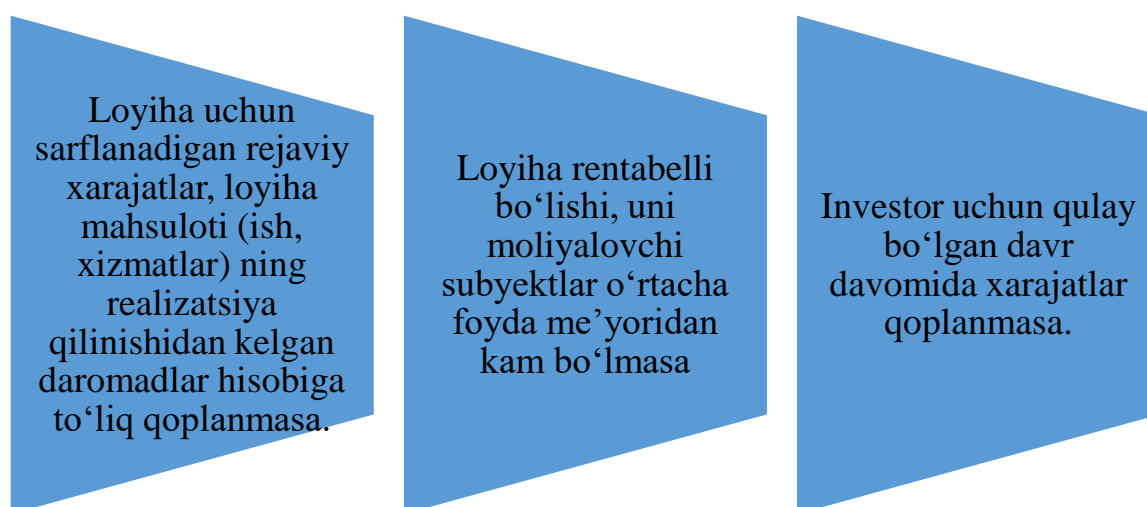 Loyiha uchun
sarflanadigan rejaviy
xarajatlar, loyiha
mahsuloti (ish,
xizmatlar) ning
realizatsiya
qilinishidan kelgan
daromadlar hisobiga
to‘liq qoplanmasa.
Loyiha rentabelli
bo‘lishi, uni
moliyalovchi
subyektlar o‘rtacha
foyda me’yoridan
kam bo‘lmasa
Investor uchun qulay
bo‘lgan davr
davomida xarajatlar
qoplanmasa.